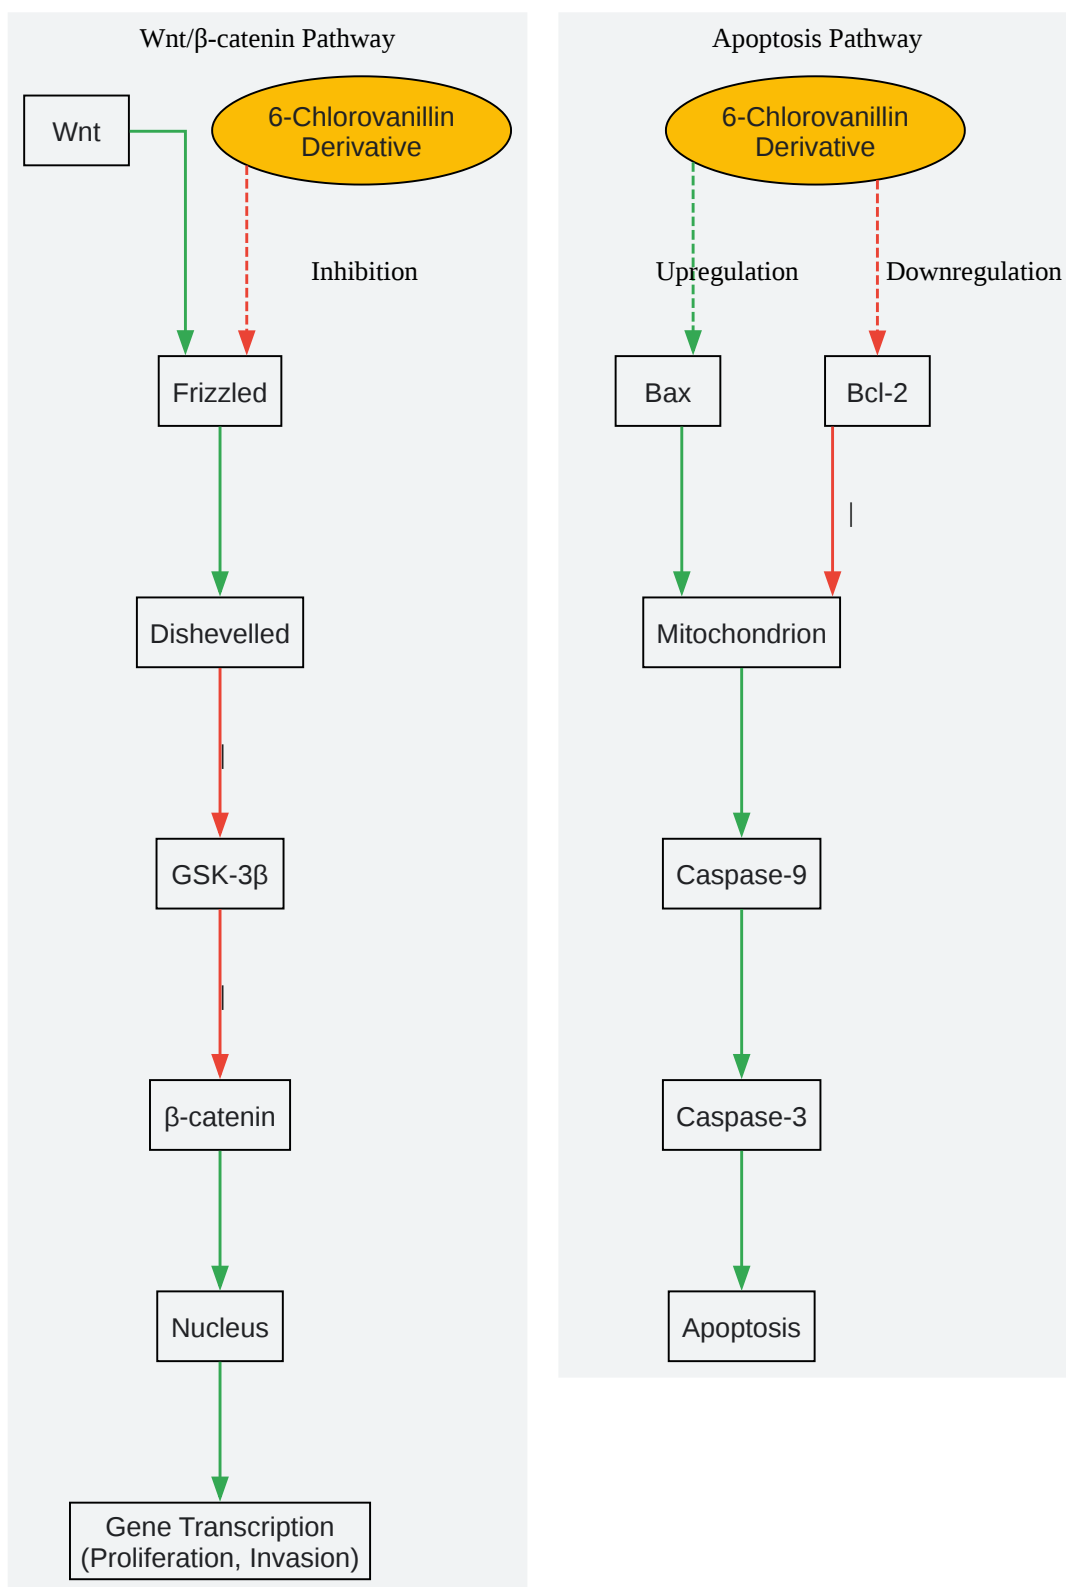 Wnt/β-catenin Pathway
Wnt
6-Chlorovanillin
Derivative
Inhibition
Frizzled
Dishevelled
|
GSK-3β
|
β-catenin
Nucleus
Gene Transcription
(Proliferation, Invasion)
Apoptosis Pathway
6-Chlorovanillin
Derivative
Upregulation
Downregulation
Bax
Bcl-2
|
Mitochondrion
Caspase-9
Caspase-3
Apoptosis